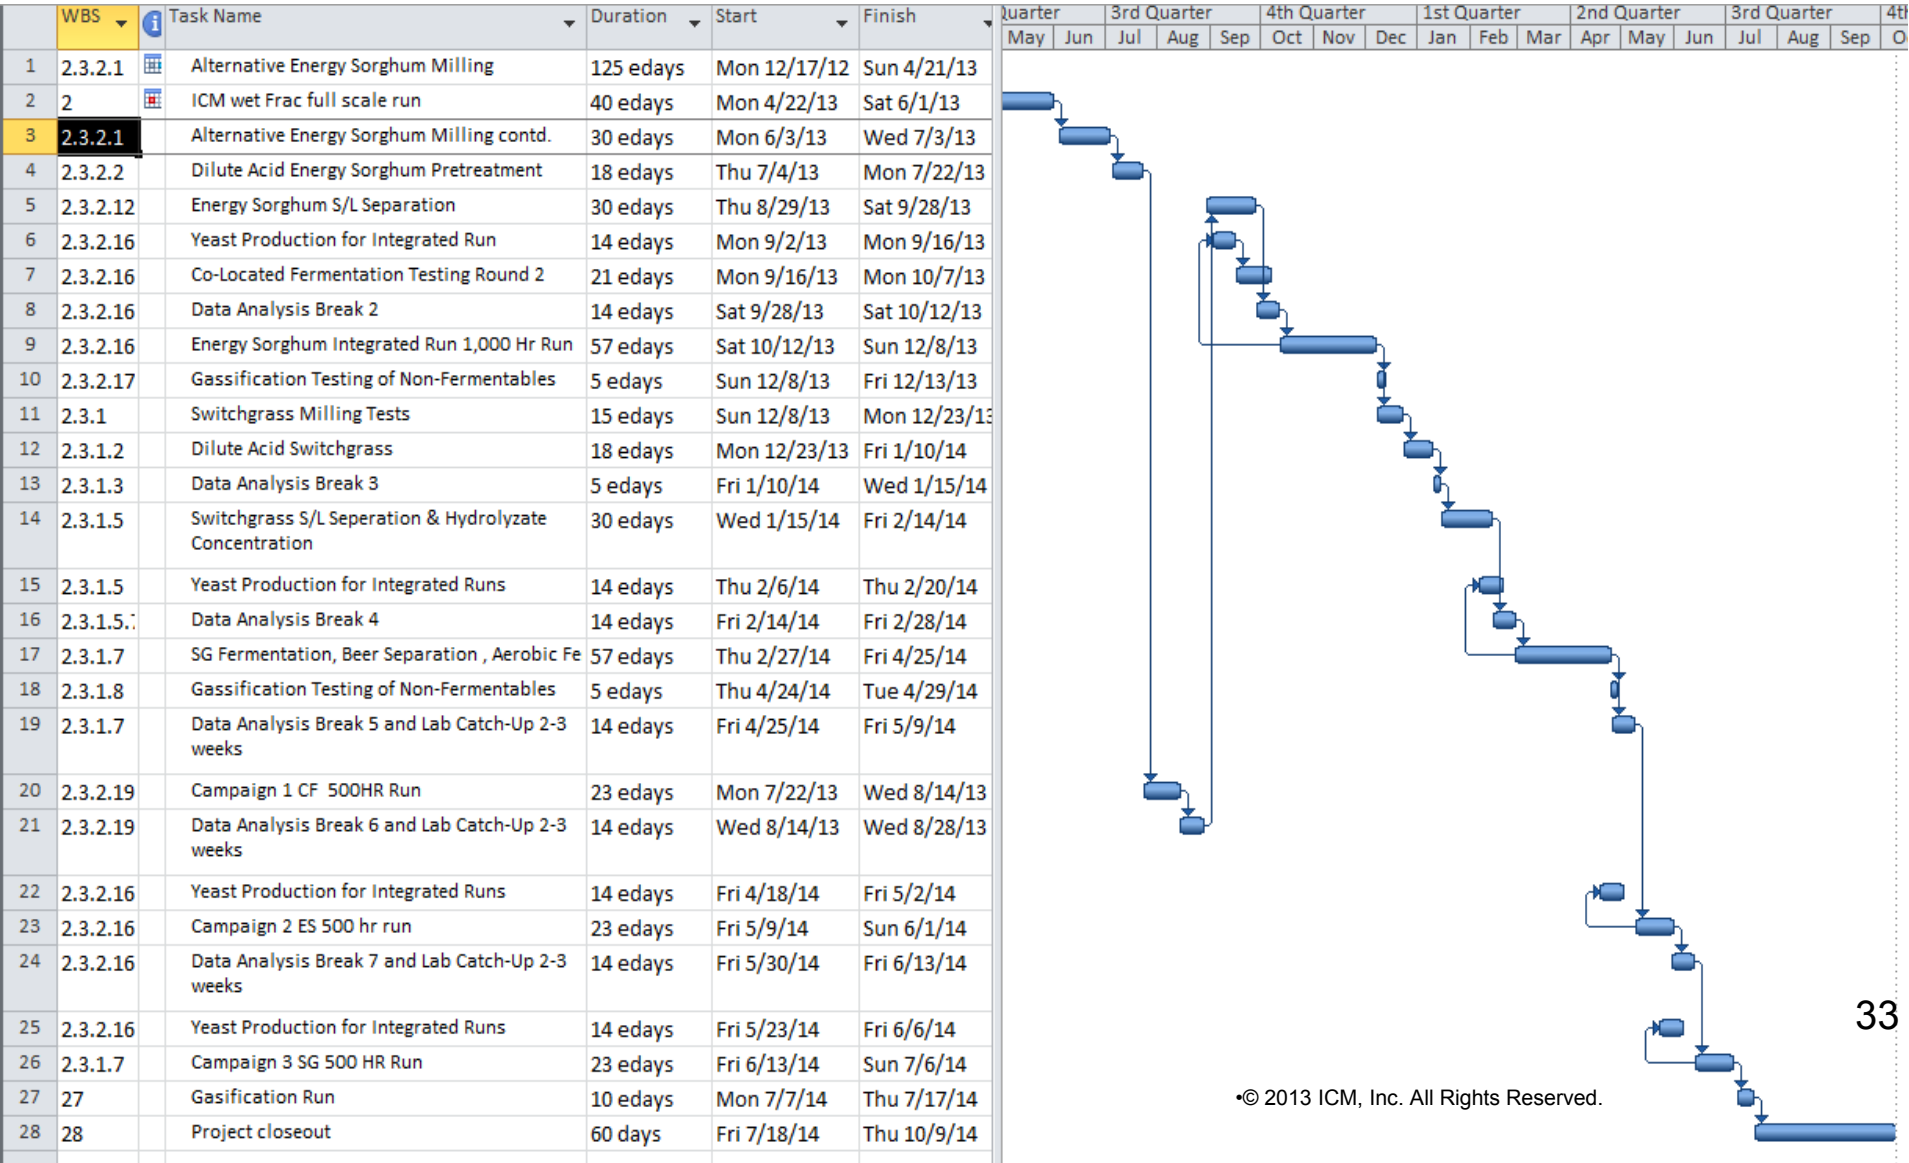 WBS Task Name Duration Start Finish
Quarter 3rd Quarter 4th Quarter 1st Quarter 2nd Quarter 3rd Quarter 4th
May Jun Jul Aug Sep Oct Nov Dec Jan Feb Mar Apr May Jun Jul Aug Sep O
1 2.3.2.1 Alternative Energy Sorghum Milling 125 edays Mon 12/17/12 Sun 4/21/13
2 2 ICM wet Frac full scale run 40 edays Mon 4/22/13 Sat 6/1/13
3 2.3.2.1 Alternative Energy Sorghum Milling contd. 30 edays Mon 6/3/13 Wed 7/3/13
4 2.3.2.2 Dilute Acid Energy Sorghum Pretreatment 18 edays Thu 7/4/13 Mon 7/22/13
5 2.3.2.12 Energy Sorghum S/L Separation 30 edays Thu 8/29/13 Sat 9/28/13
6 2.3.2.16 Yeast Production for Integrated Run 14 edays Mon 9/2/13 Mon 9/16/13
7 2.3.2.16 Co-Located Fermentation Testing Round 2 21 edays Mon 9/16/13 Mon 10/7/13
8 2.3.2.16 Data Analysis Break 2 14 edays Sat 9/28/13 Sat 10/12/13
9 2.3.2.16 Energy Sorghum Integrated Run 1,000 Hr Run 57 edays Sat 10/12/13 Sun 12/8/13
10 2.3.2.17 Gassification Testing of Non-Fermentables 5 edays Sun 12/8/13 Fri 12/13/13
11 2.3.1 Switchgrass Milling Tests 15 edays Sun 12/8/13 Mon 12/23/13
12 2.3.1.2 Dilute Acid Switchgrass 18 edays Mon 12/23/13 Fri 1/10/14
13 2.3.1.3 Data Analysis Break 3 5 edays Fri 1/10/14 Wed 1/15/14
14 2.3.1.5 Switchgrass S/L Seperation & Hydrolyzate 30 edays Wed 1/15/14 Fri 2/14/14
Concentration
15 2.3.1.5 Yeast Production for Integrated Runs 14 edays Thu 2/6/14 Thu 2/20/14
16 2.3.1.5. Data Analysis Break 4 14 edays Fri 2/14/14 Fri 2/28/14
17 2.3.1.7 SG Fermentation, Beer Separation , Aerobic Fe 57 edays Thu 2/27/14 Fri 4/25/14
18 2.3.1.8 Gassification Testing of Non-Fermentables 5 edays Thu 4/24/14 Tue 4/29/14
19 2.3.1.7 Data Analysis Break 5 and Lab Catch-Up 2-3 14 edays Fri 4/25/14 Fri 5/9/14
weeks
20 2.3.2.19 Campaign 1 CF 500HR Run 23 edays Mon 7/22/13 Wed 8/14/13
21 2.3.2.19 Data Analysis Break 6 and Lab Catch-Up 2-3 14 edays Wed 8/14/13 Wed 8/28/13
weeks
22 2.3.2.16 Yeast Production for Integrated Runs 14 edays Fri 4/18/14 Fri 5/2/14
23 2.3.2.16 Campaign 2 ES 500 hr run 23 edays Fri 5/9/14 Sun 6/1/14
24 2.3.2.16 Data Analysis Break 7 and Lab Catch-Up 2-3 14 edays Fri 5/30/14 Fri 6/13/14
weeks
33
25 2.3.2.16 Yeast Production for Integrated Runs 14 edays Fri 5/23/14 Fri 6/6/14
26 2.3.1.7 Campaign 3 SG 500 HR Run 23 edays Fri 6/13/14 Sun 7/6/14
27 27 Gasification Run 10 edays Mon 7/7/14 Thu 7/17/14
•© 2013 ICM, Inc. All Rights Reserved.
28 28 Project closeout 60 days Fri 7/18/14 Thu 10/9/14